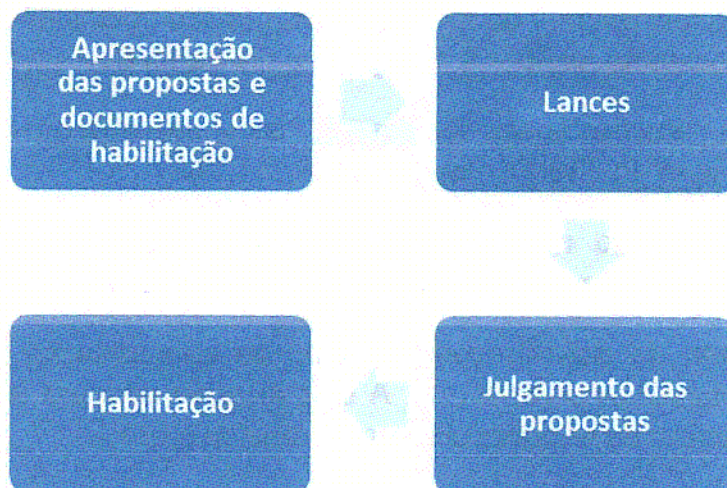 Apresentação
das propostas e
documentos de
habilitação
Lances
Julgamento das
propostas
Habilitação